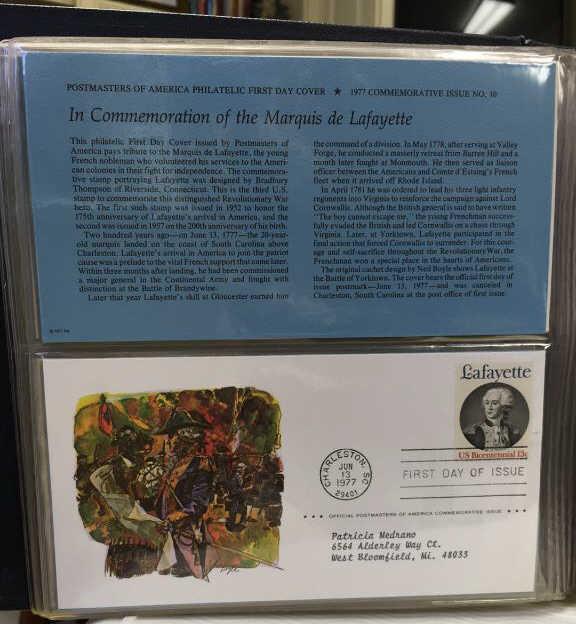 POSTMASTERS OF AMERICA PHILATELIC FIRST DAY COVER ★ 1977 COMMEMORATIVE ISSUE NO. 10
In Commemoration of the Marquis de Lafayette
This philatelic First Day Cover issued by Postmasters of
America pays tribute to the Marquis de Lafayette, the young
French nobleman who volunteered his services to the Ameri-
can colonies in their fight for independence. The commemora-
tive stamp portraying Lafayette was designed by Bradbury
Thompson of Riverside, Connecticut. This is the third U.S.
stamp to commemorate this distinguished Revolutionary War
hero. The first such stamp was issued in 1952 to honor the
175th anniversary of Lafayette's arrival in America, and the
second was issued in 1957 on the 200th anniversary of his birth.
Two hundred years ago—on June 13, 1777—the 20-year-
old marquis landed on the coast of South Carolina above
Charleston. Lafayette's arrival in America to join the patriot
cause was a prelude to the vital French support that came later.
Within three months after landing, he had been commissioned
a major general in the Continental Army and fought with
distinction at the Battle of Brandywine.
Later that year Lafayette's skill at Gloucester earned him
the command of a division. In May 1778, after serving at Valley
Forge, he conducted a masterly retreat from Barren Hill and a
month later fought at Monmouth. He then served as liaison
officer between the Americans and Comte d'Estaing's French
fleet when it arrived off Rhode Island.
In April 1781 he was ordered to lead his three light infantry
regiments into Virginia to reinforce the campaign against Lord
Cornwallis. Although the British general is said to have written
"The boy cannot escape me," the young Frenchman success-
fully evaded the British and led Cornwallis on a chase through
Virginia. Later, at Yorktown, Lafayette participated in the
final action that forced Cornwallis to surrender. For this cour-
age and self-sacrifice throughout the Revolutionary War, the
Frenchman won a special place in the hearts of Americans.
The original cachet design by Ned Boyle shows Lafayette at
the Battle of Yorktown. The cover bears the official first day of
issue postmark—June 13, 1977—and was canceled in
Charleston, South Carolina at the post office of first issue.
Lafayette
US Bicentennial 13c
CHARLESTON, SC
JUN
13
1977
29401
FIRST DAY OF ISSUE
★ ★ ★ OFFICIAL POSTMASTERS OF AMERICA COMMEMORATIVE ISSUE ★ ★ ★
Patricia Medrano
6564 Alderley Way Ct.
West Bloomfield, Mi. 48033